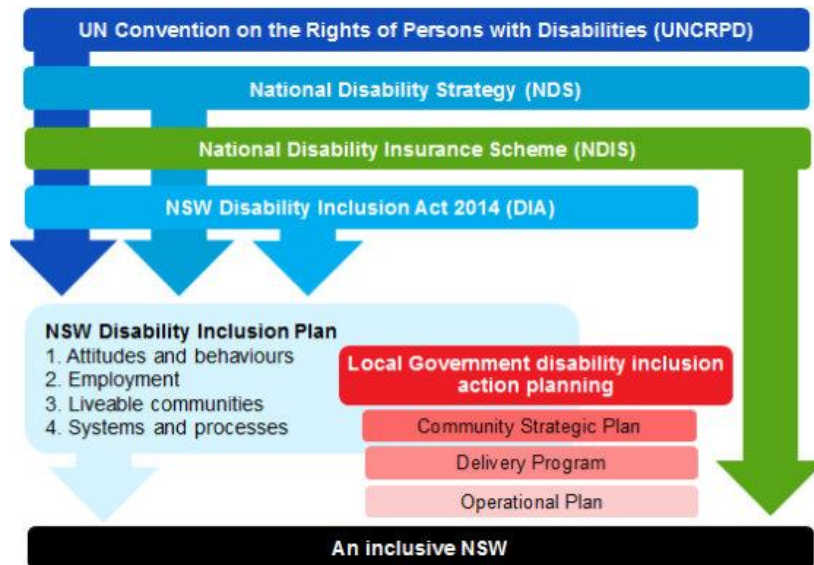 UN Convention on the Rights of Persons with Disabilities (UNCRPD)
National Disability Strategy (NDS)
National Disability Insurance Scheme (NDIS)
NSW Disability Inclusion Act 2014 (DIA)
NSW Disability Inclusion Plan
1. Attitudes and behaviours
2. Employment
3. Liveable communities
4. Systems and processes
Local Government disability inclusion
action planning
Community Strategic Plan
Delivery Program
Operational Plan
An inclusive NSW